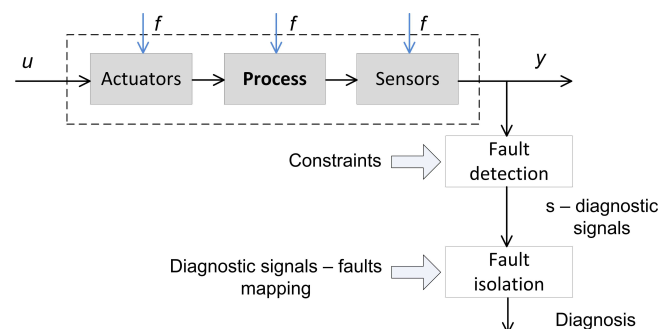 f f f
u Actuators Process Sensors y
Constraints
Fault
detection
s – diagnostic
signals
Diagnostic signals – faults
mapping
Fault
isolation
Diagnosis